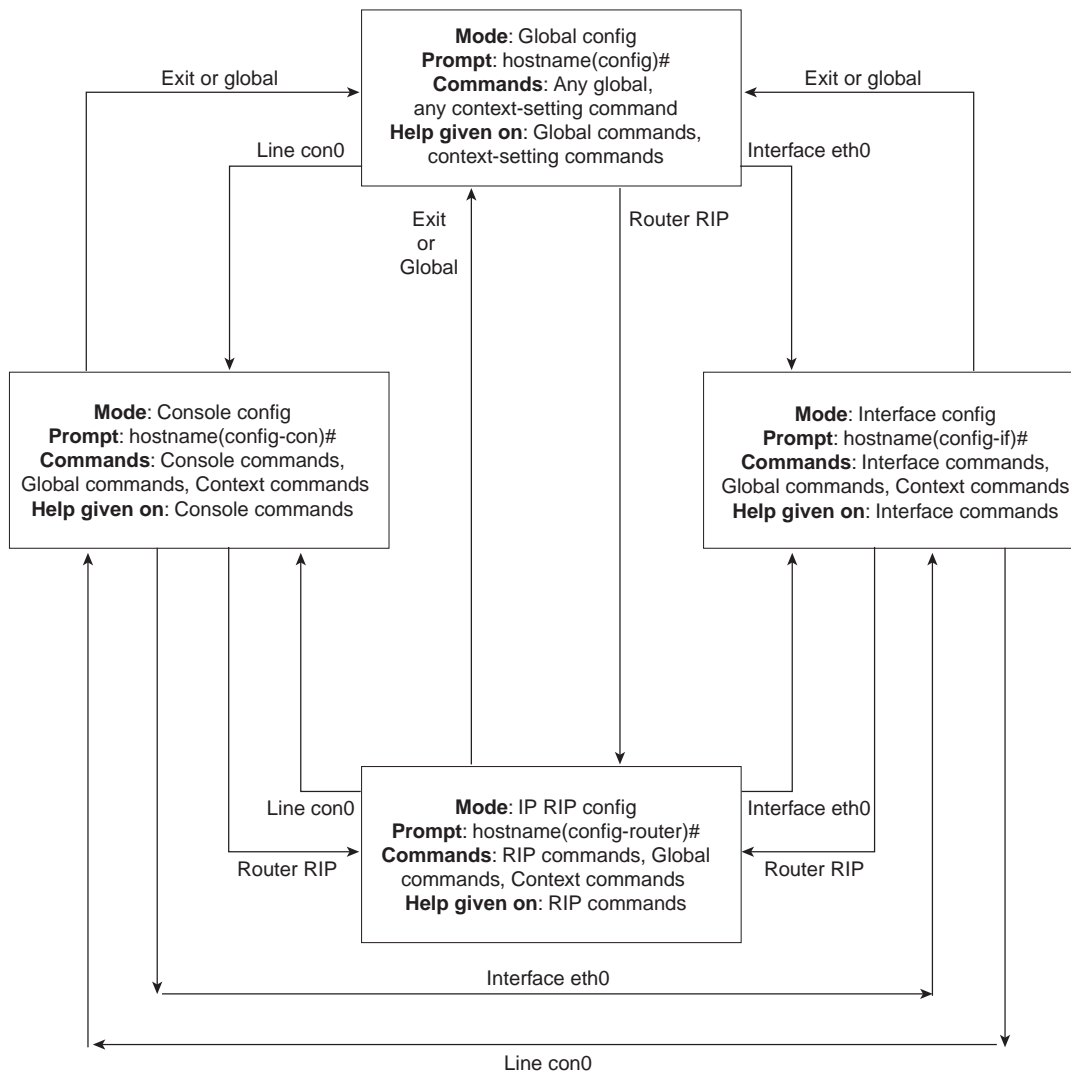 Mode: Global config
Prompt: hostname(config)#
Commands: Any global,
any context-setting command
Help given on: Global commands,
context-setting commands
Exit or global
Exit or global
Line con0
Interface eth0
Exit
or
Global
Router RIP
Mode: Console config
Prompt: hostname(config-con)#
Commands: Console commands,
Global commands, Context commands
Help given on: Console commands
Mode: Interface config
Prompt: hostname(config-if)#
Commands: Interface commands,
Global commands, Context commands
Help given on: Interface commands
Line con0
Interface eth0
Mode: IP RIP config
Prompt: hostname(config-router)#
Commands: RIP commands, Global
commands, Context commands
Help given on: RIP commands
Router RIP
Router RIP
Interface eth0
Line con0